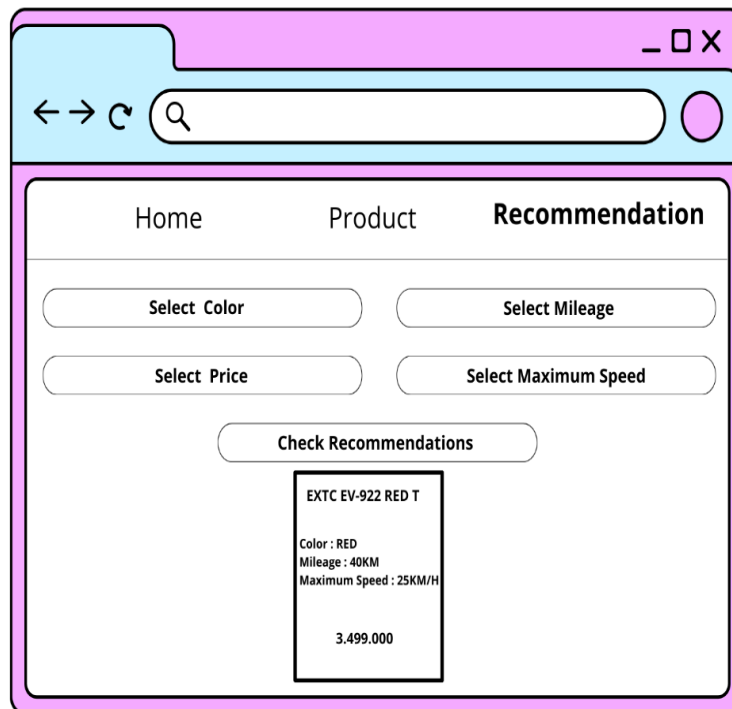 Home Product Recommendation
Select Color Select Mileage
Select Price Select Maximum Speed
Check Recommendations
EXTC EV-922 RED T
Color : RED
Mileage : 40KM
Maximum Speed : 25KM/H
3.499.000